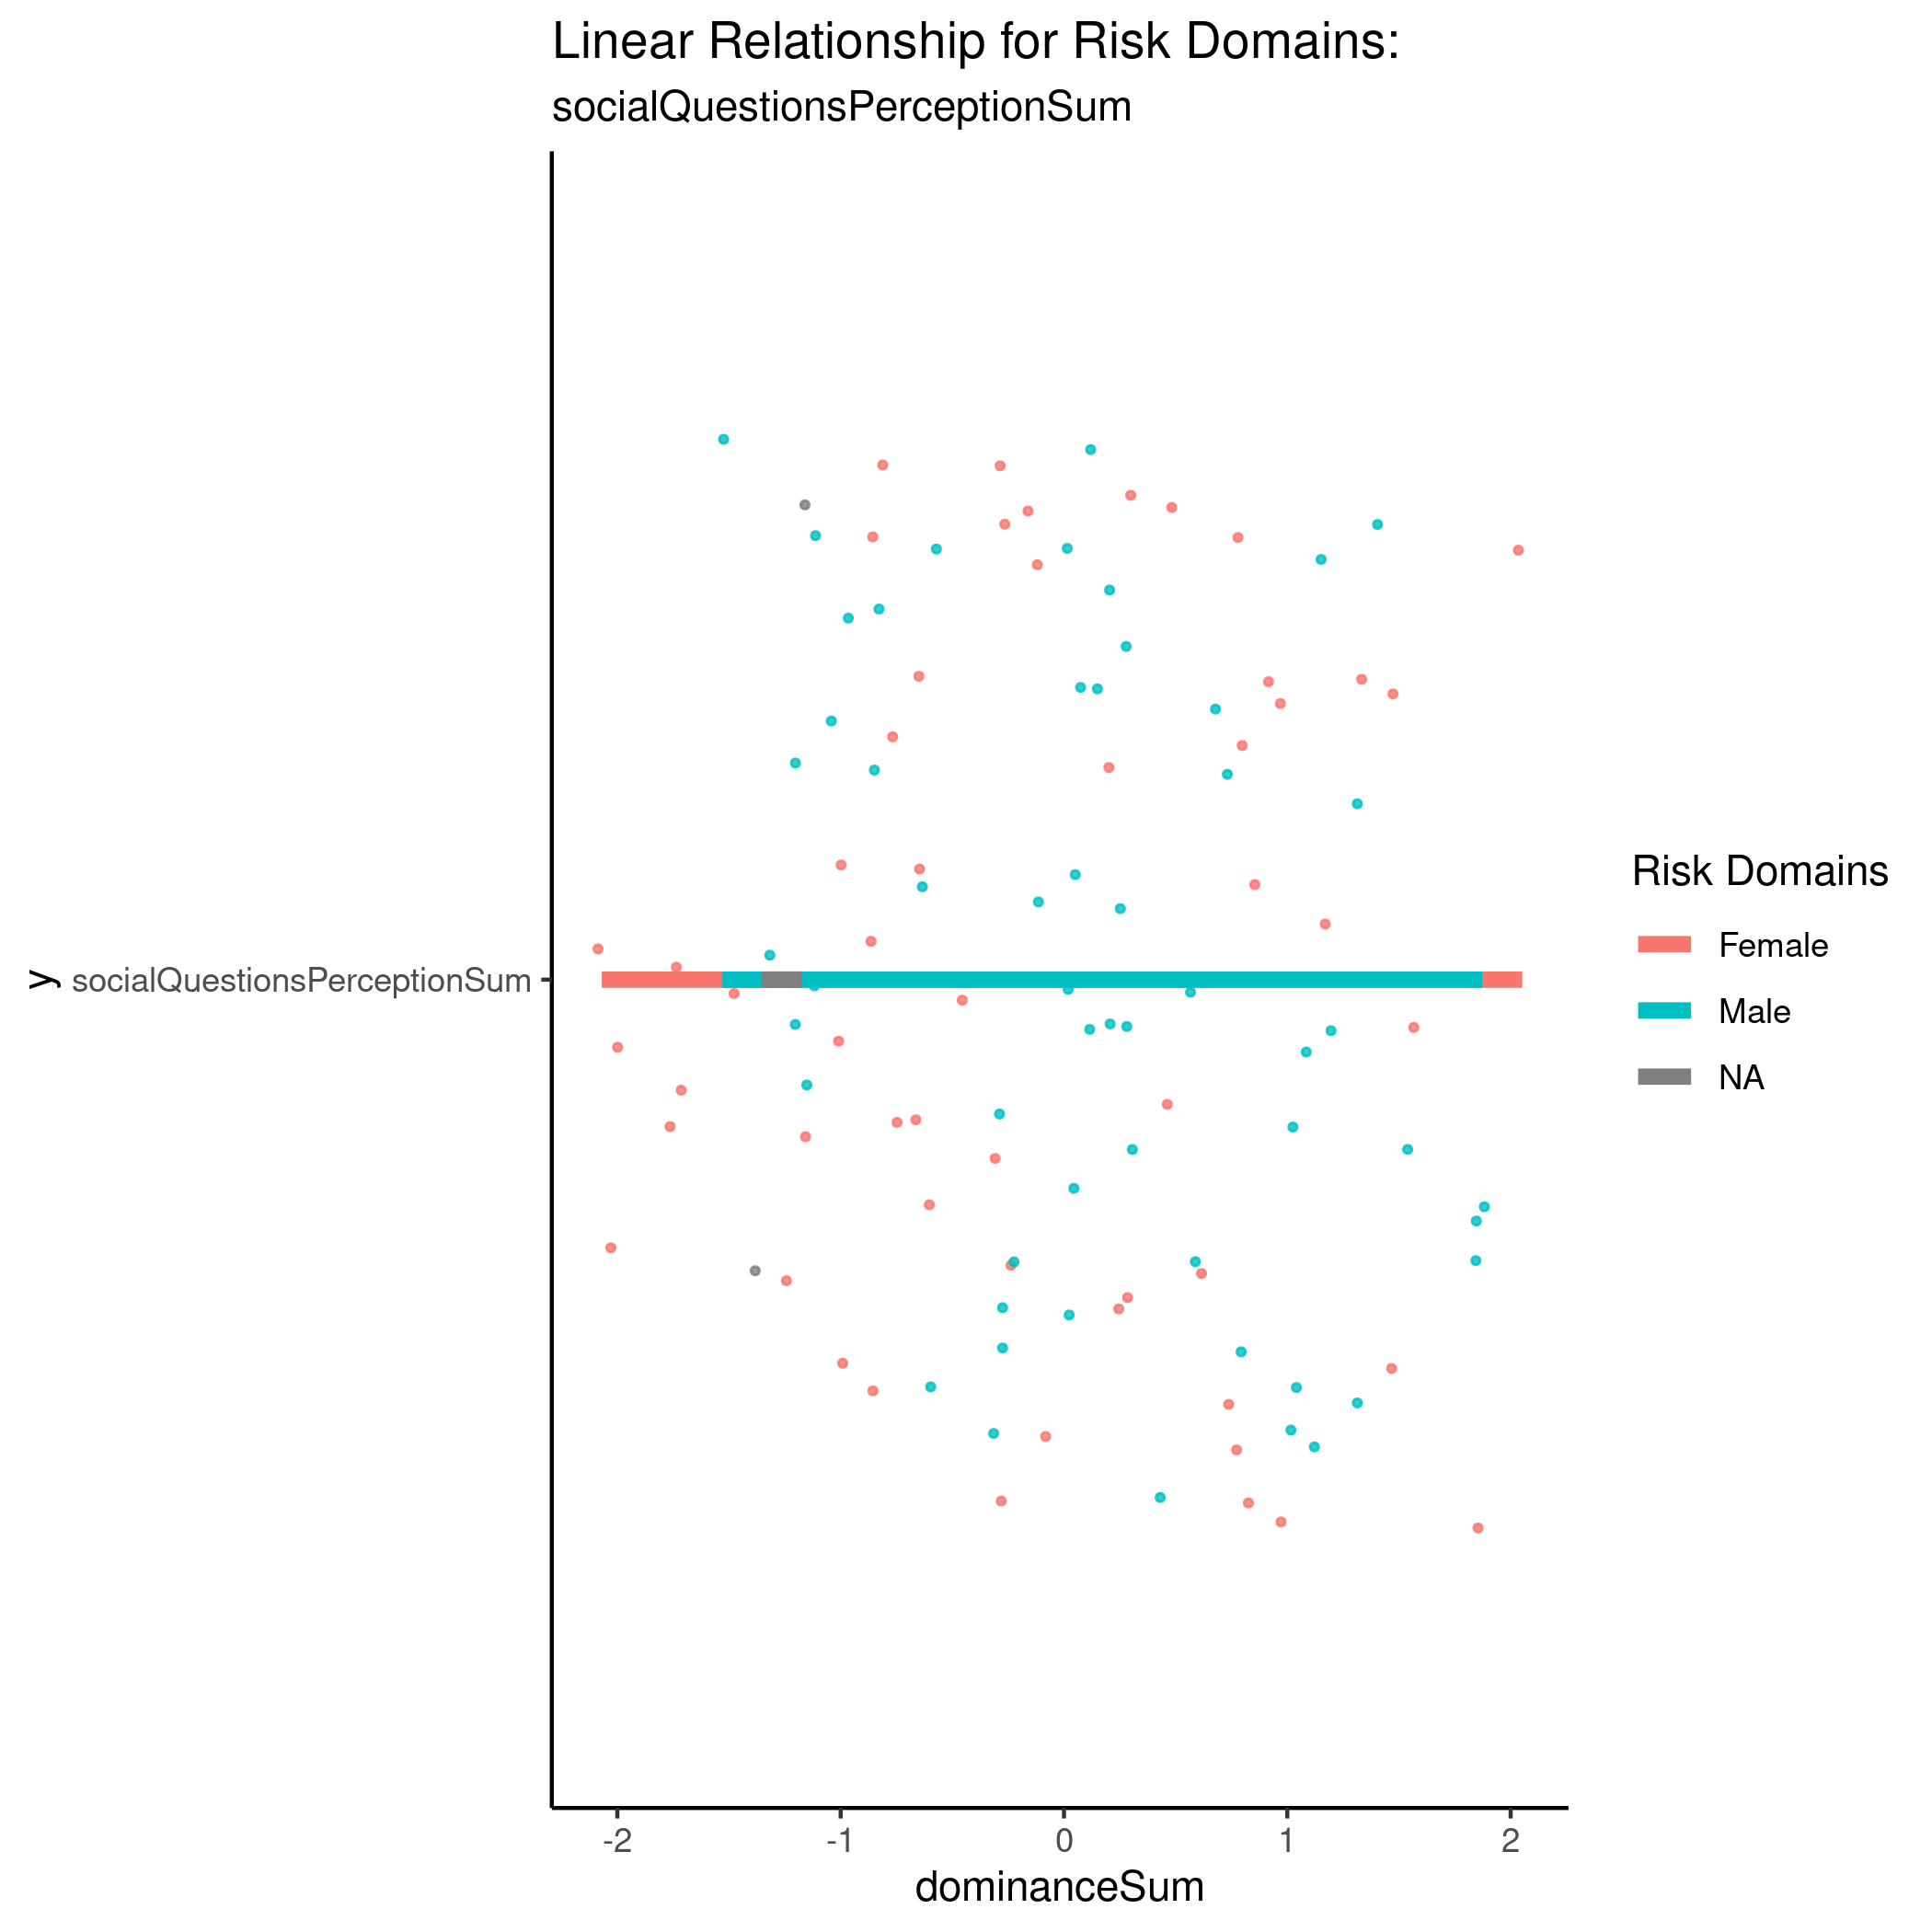 Linear Relationship for Risk Domains:
socialQuestionsPerceptionSum
y
socialQuestionsPerceptionSum
Risk Domains
Female
Male
NA
-2 -1 0 1 2
dominanceSum